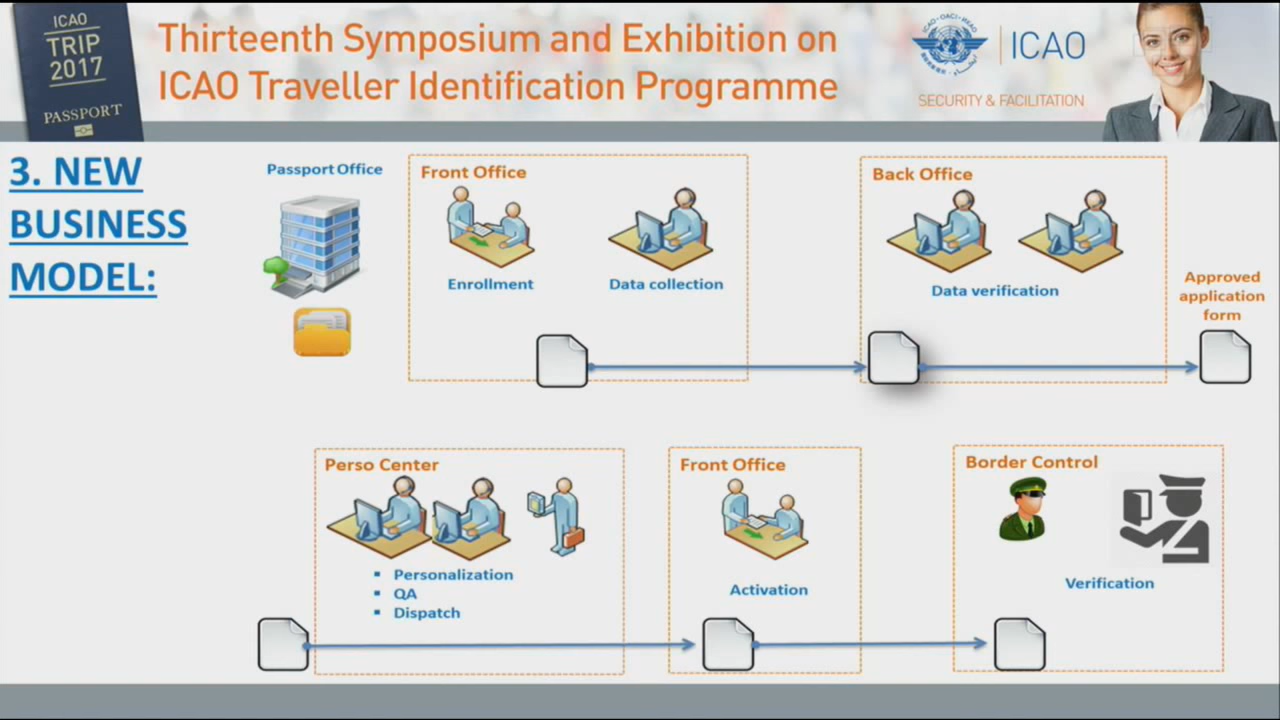 ICAO
TRIP
2017
PASSPORT
Thirteenth Symposium and Exhibition on
ICAO Traveller Identification Programme
ICAO
SECURITY & FACILITATION
3. NEW
BUSINESS
MODEL:
Passport Office
Front Office
Enrollment
Data collection
Back Office
Data verification
Approved
application
form
Perso Center
▪ Personalization
▪ QA
▪ Dispatch
Front Office
Activation
Border Control
Verification